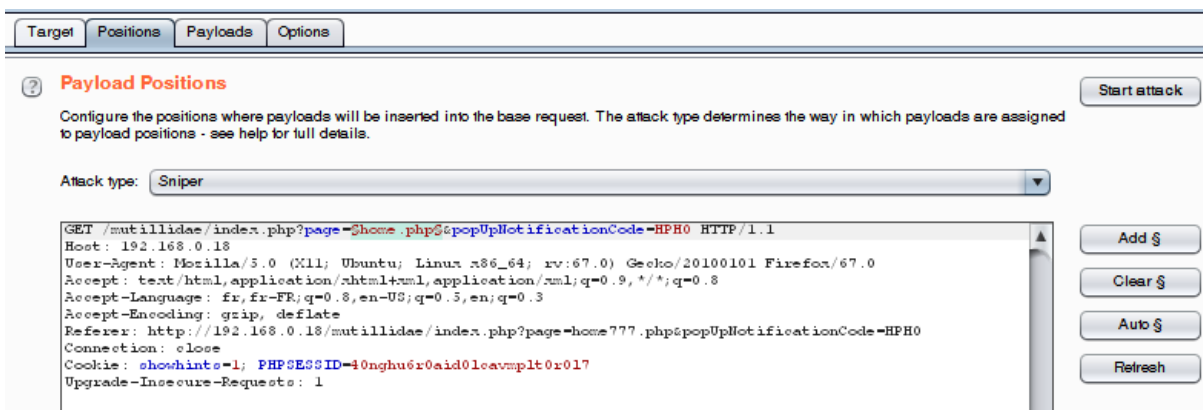 Target Positions Payloads Options
? Payload Positions
Start attack
Configure the positions where payloads will be inserted into the base request. The attack type determines the way in which payloads are assigned
to payload positions - see help for full details.
Attack type: Sniper
GET /mutillidae/index.php?page=§home.php§&popUpNotificationCode=HPH0 HTTP/1.1
Host: 192.168.0.18
User-Agent: Mozilla/5.0 (X11; Ubuntu; Linux x86_64; rv:67.0) Gecko/20100101 Firefox/67.0
Accept: text/html,application/xhtml+xml,application/xml;q=0.9,*/*;q=0.8
Accept-Language: fr,fr-FR;q=0.8,en-US;q=0.5,en;q=0.3
Accept-Encoding: gzip, deflate
Referer: http://192.168.0.18/mutillidae/index.php?page=home777.php&popUpNotificationCode=HPH0
Connection: close
Cookie: showhints=1; PHPSESSID=40nghu6r0aid0lcavmplt0r0l7
Upgrade-Insecure-Requests: 1
Add §
Clear §
Auto §
Refresh